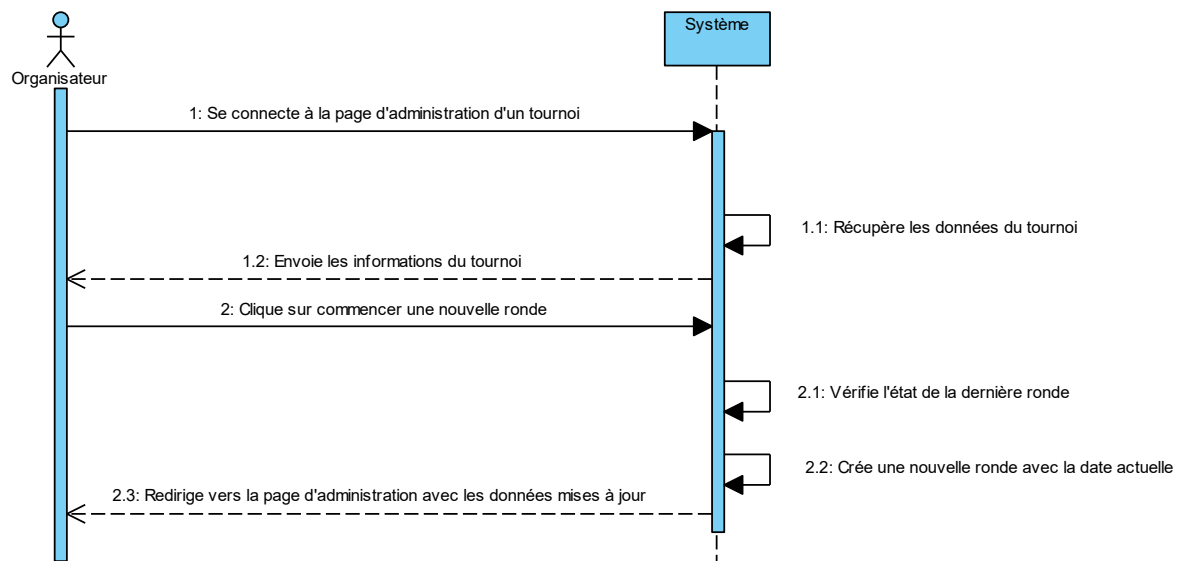 Système
Organisateur
1: Se connecte à la page d'administration d'un tournoi
1.1: Récupère les données du tournoi
1.2: Envoie les informations du tournoi
2: Clique sur commencer une nouvelle ronde
2.1: Vérifie l'état de la dernière ronde
2.2: Crée une nouvelle ronde avec la date actuelle
2.3: Redirige vers la page d'administration avec les données mises à jour